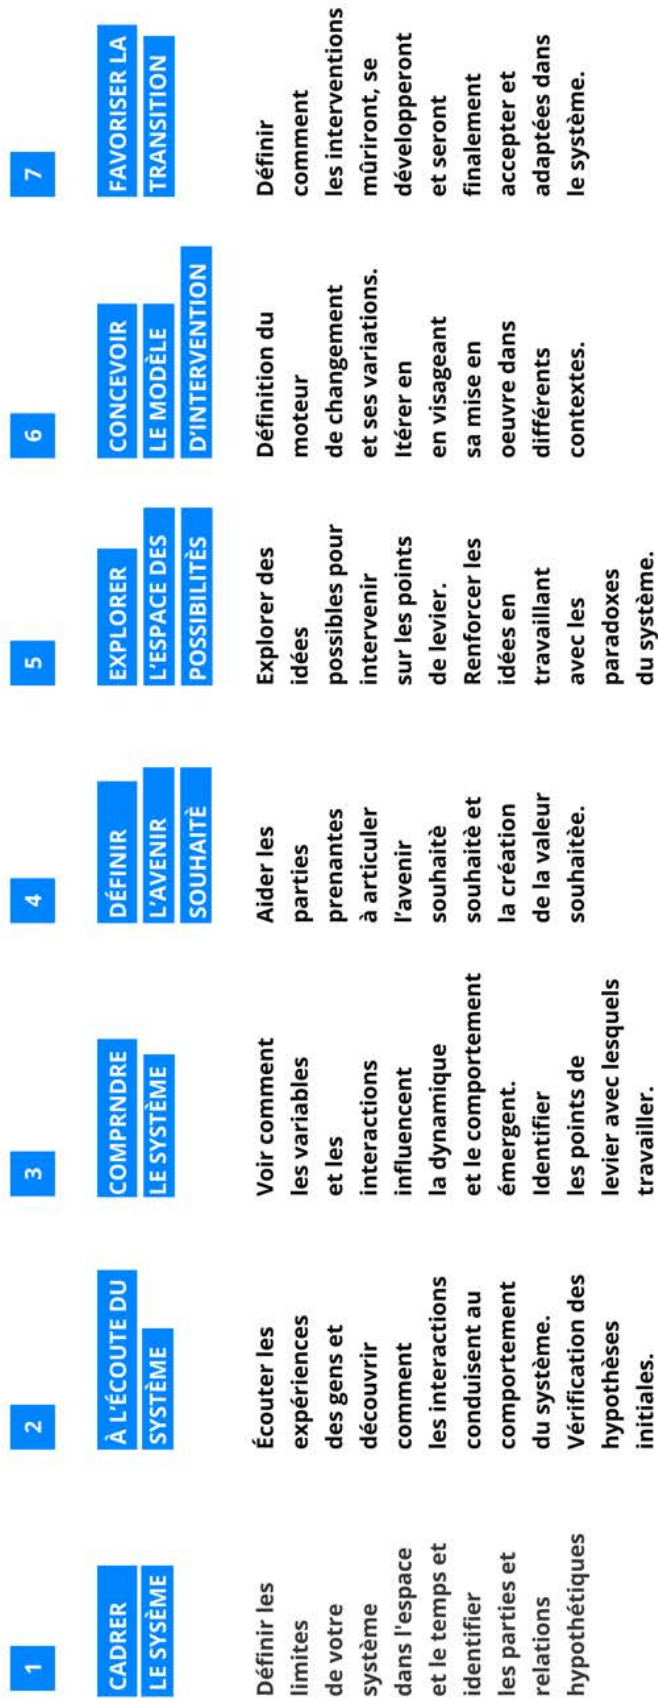 1
CADRER
LE SYSÈME
Définir les
limites
de votre
système
dans l'espace
et le temps et
identifier
les parties et
relations
hypothétiques
2
À L'ÉCOUTE DU
SYSTÈME
Écouter les
expériences
des gens et
découvrir
comment
les interactions
conduisent au
comportement
du système.
Vérification des
hypothèses
initiales.
3
COMPRNDRE
LE SYSTÈME
Voir comment
les variables
et les
interactions
influencent
la dynamique
et le comportement
émergent.
Identifier
les points de
levier avec lesquels
travailler.
4
DÉFINIR
L'AVENIR
SOUHAITÈ
Aider les
parties
prenantes
à articuler
l'avenir
souhaitè
souhaitè et
la création
de la valeur
souhaitèe.
5
EXPLORER
L'ESPACE DES
POSSIBILITÈS
Explorer des
idées
possibles pour
intervenir
sur les points
de levier.
Renforcer les
idées en
travaillant
avec les
paradoxes
du système.
6
CONCEVOIR
LE MODÈLE
D'INTERVENTION
Définition du
moteur
de changement
et ses variations.
Itérer en
en visageant
sa mise en
oeuvre dans
différents
contextes.
7
FAVORISER LA
TRANSITION
Définir
comment
les interventions
mûriront, se
développeront
et seront
finalement
accepter et
adaptées dans
le système.